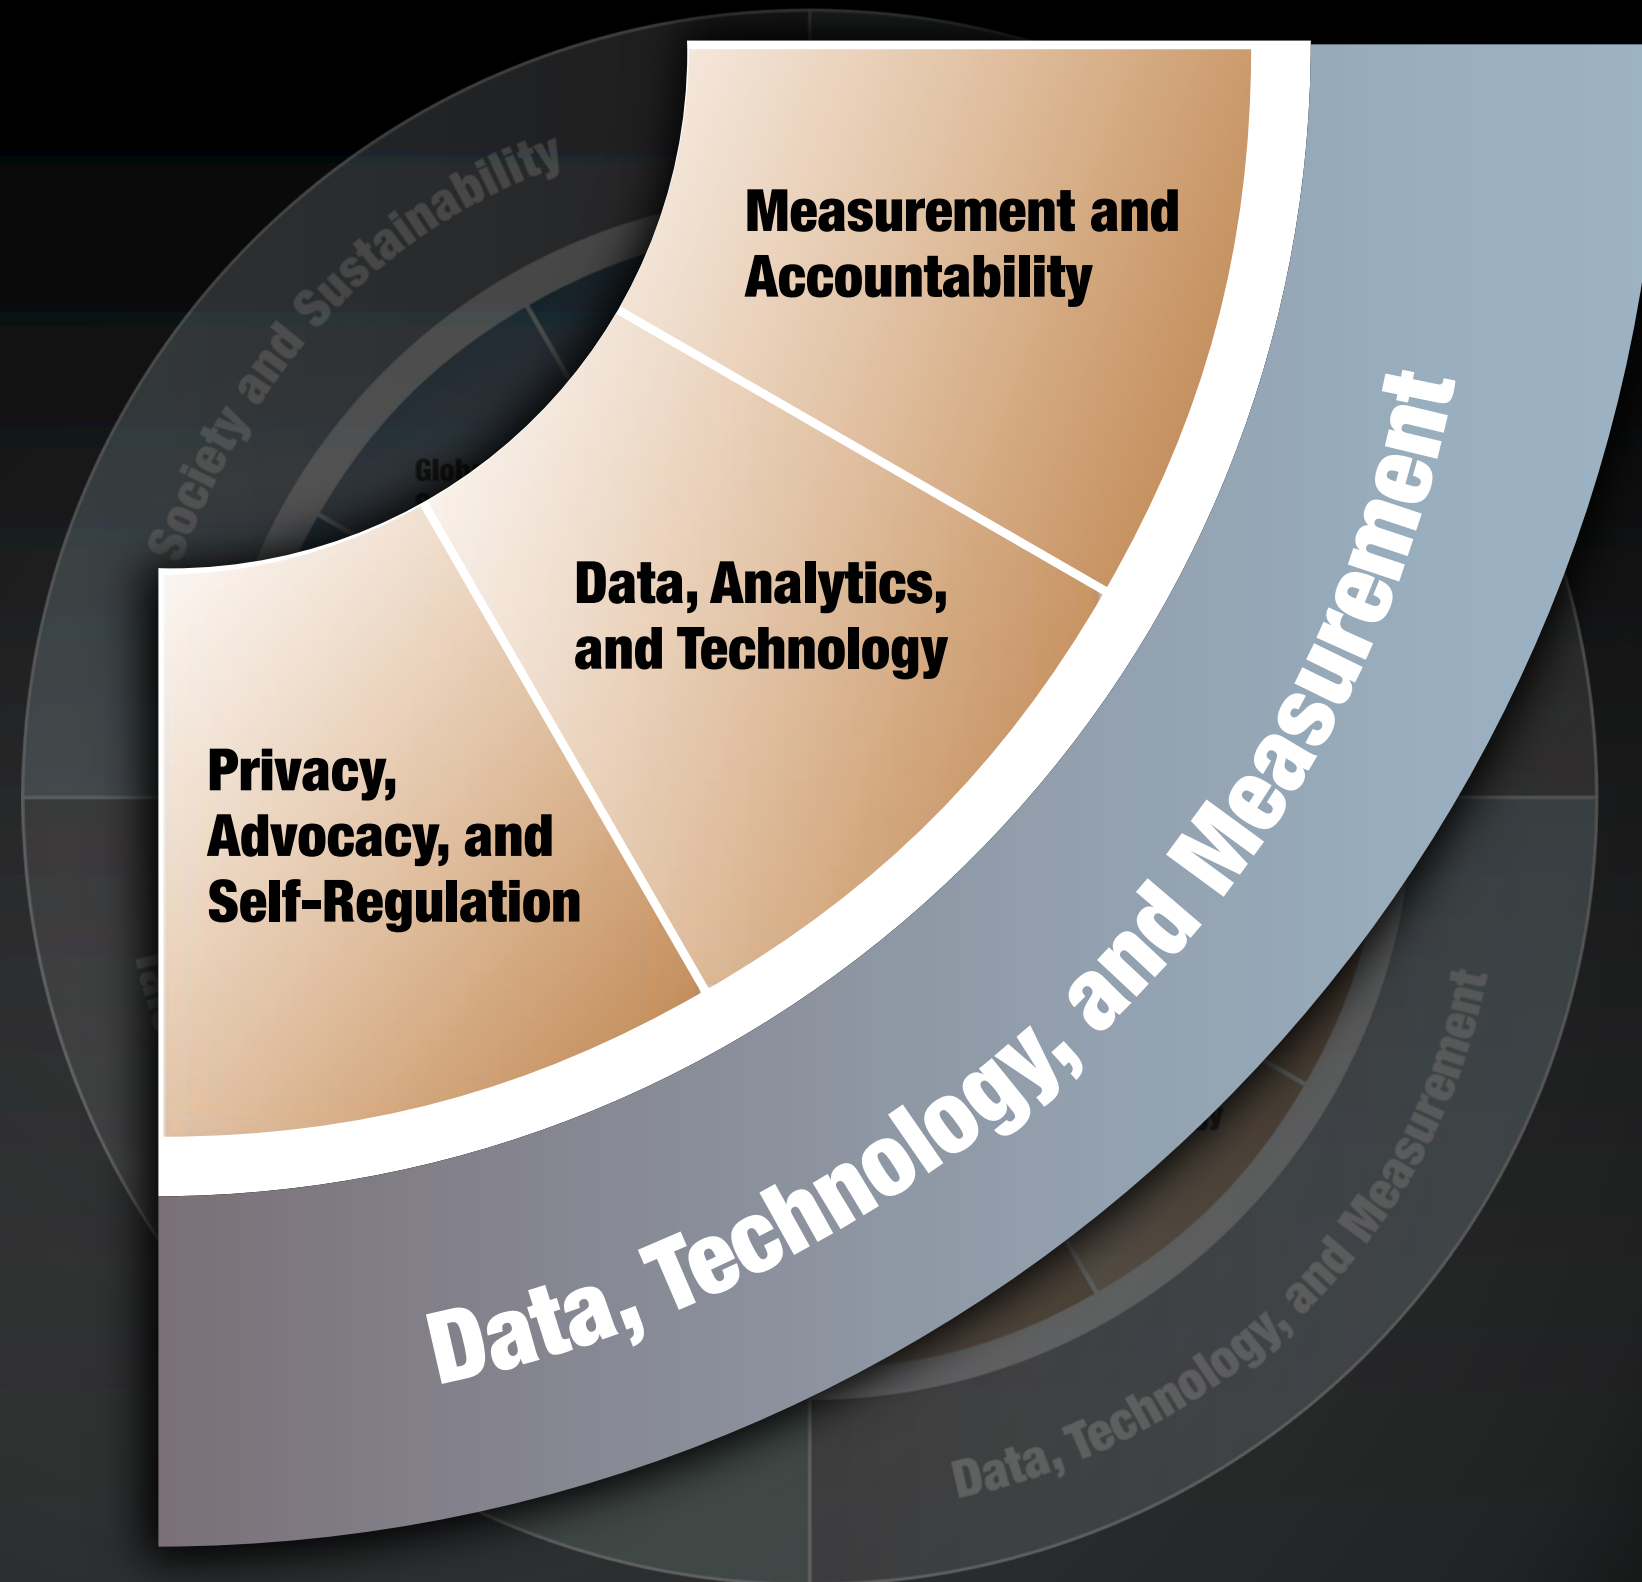 Society and Sustainability
Measurement and
Accountability
Data, Analytics,
and Technology
Privacy,
Advocacy, and
Self-Regulation
Data, Technology, and Measurement
Data, Technology, and Measurement